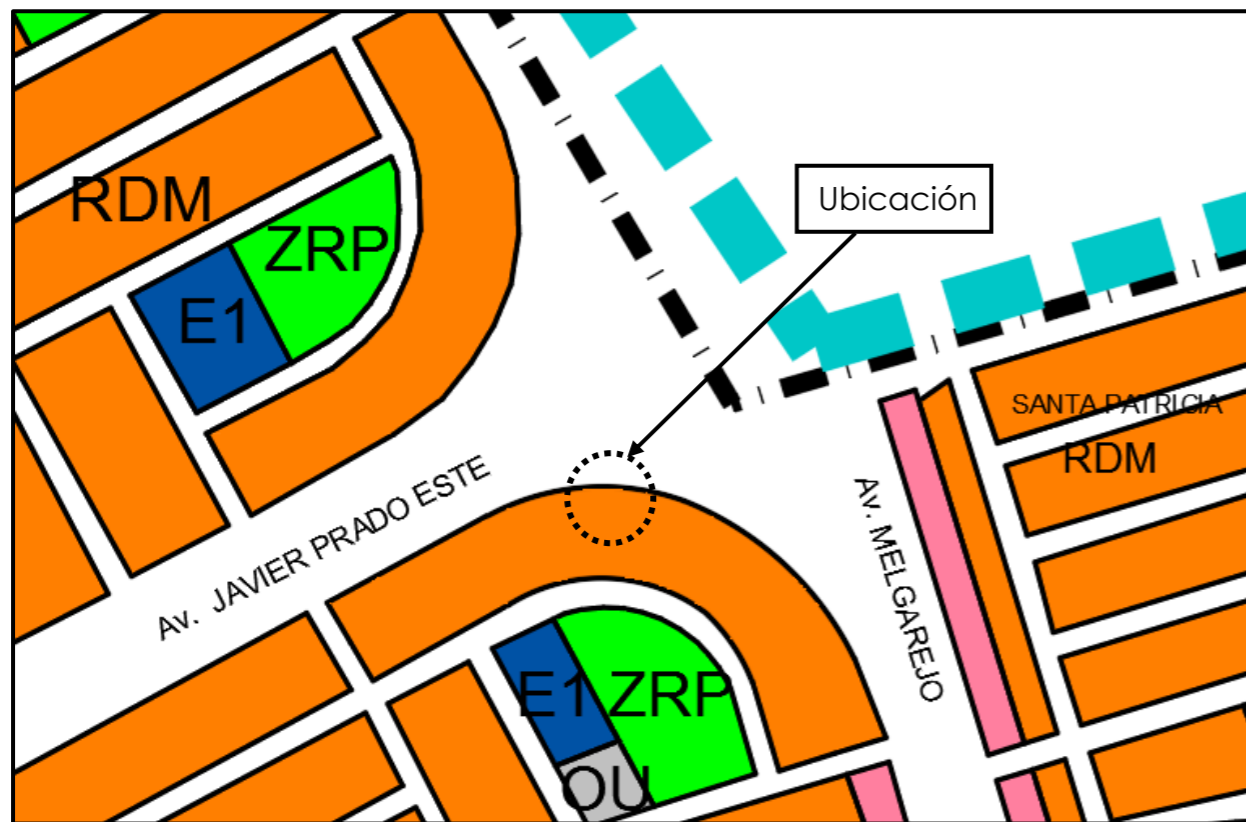 RDM
ZRP
E1
Ubicación
SANTA PATRICIA
RDM
Av. JAVIER PRADO ESTE
Av. MELGAREJO
E1
ZRP
OU